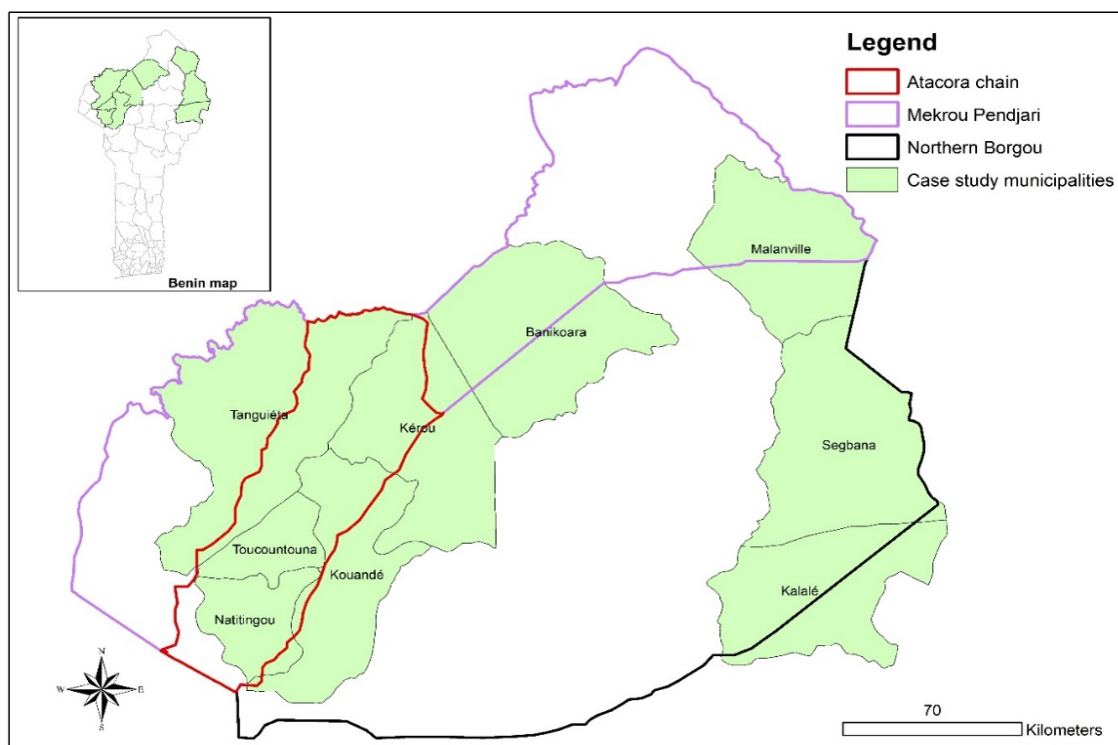 Benin map
Legend
Atacora chain
Mekrou Pendjari
Northern Borgou
Case study municipalities
Malanville
Banikoara
Tanguiéta
Kérou
Segbana
Toucountouna
Kouandé
Kalalé
Natitingou
N
W
E
S
70
Kilometers